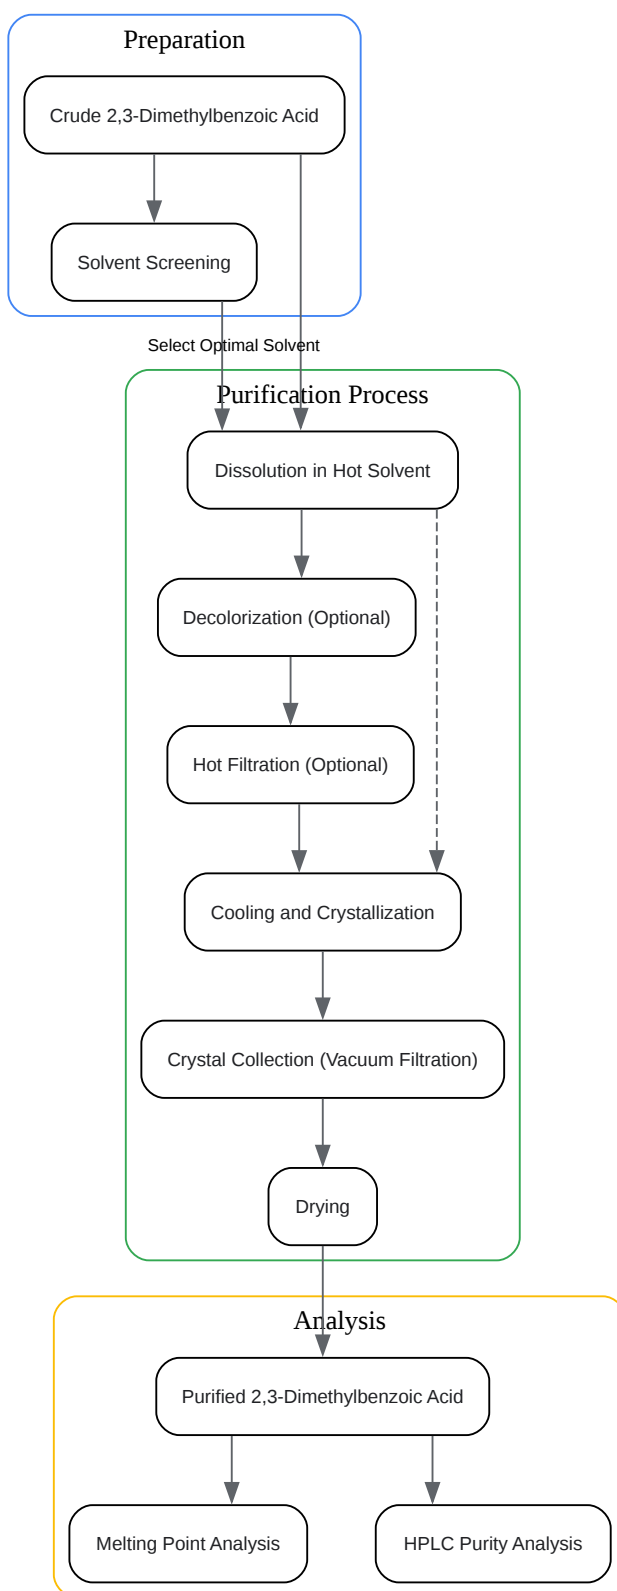 Preparation
Crude 2,3-Dimethylbenzoic Acid
Solvent Screening
Select Optimal Solvent
Purification Process
Dissolution in Hot Solvent
Decolorization (Optional)
Hot Filtration (Optional)
Cooling and Crystallization
Crystal Collection (Vacuum Filtration)
Drying
Analysis
Purified 2,3-Dimethylbenzoic Acid
Melting Point Analysis
HPLC Purity Analysis